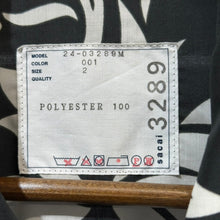 MODEL 24-03289M
COLOR 001
SIZE 2
QUALITY
POLYESTER 100
sacai 3289